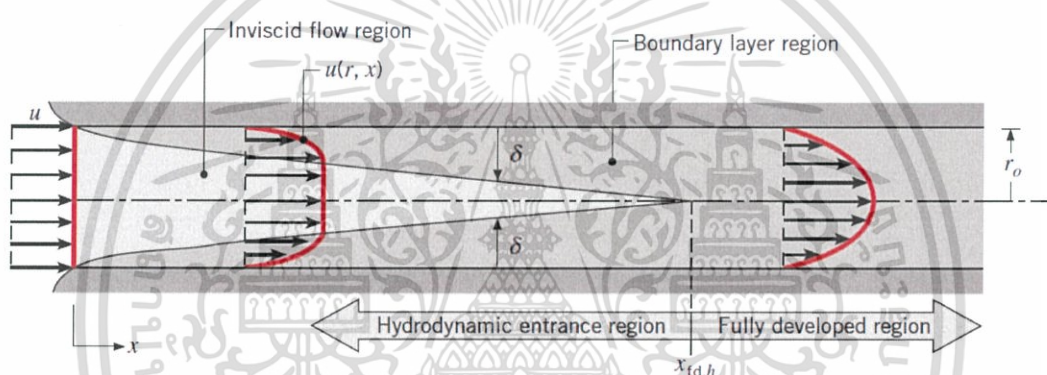 Inviscid flow region
Boundary layer region
u(r, x)
u
δ
r_o
δ
Hydrodynamic entrance region
Fully developed region
x
x_fd,h